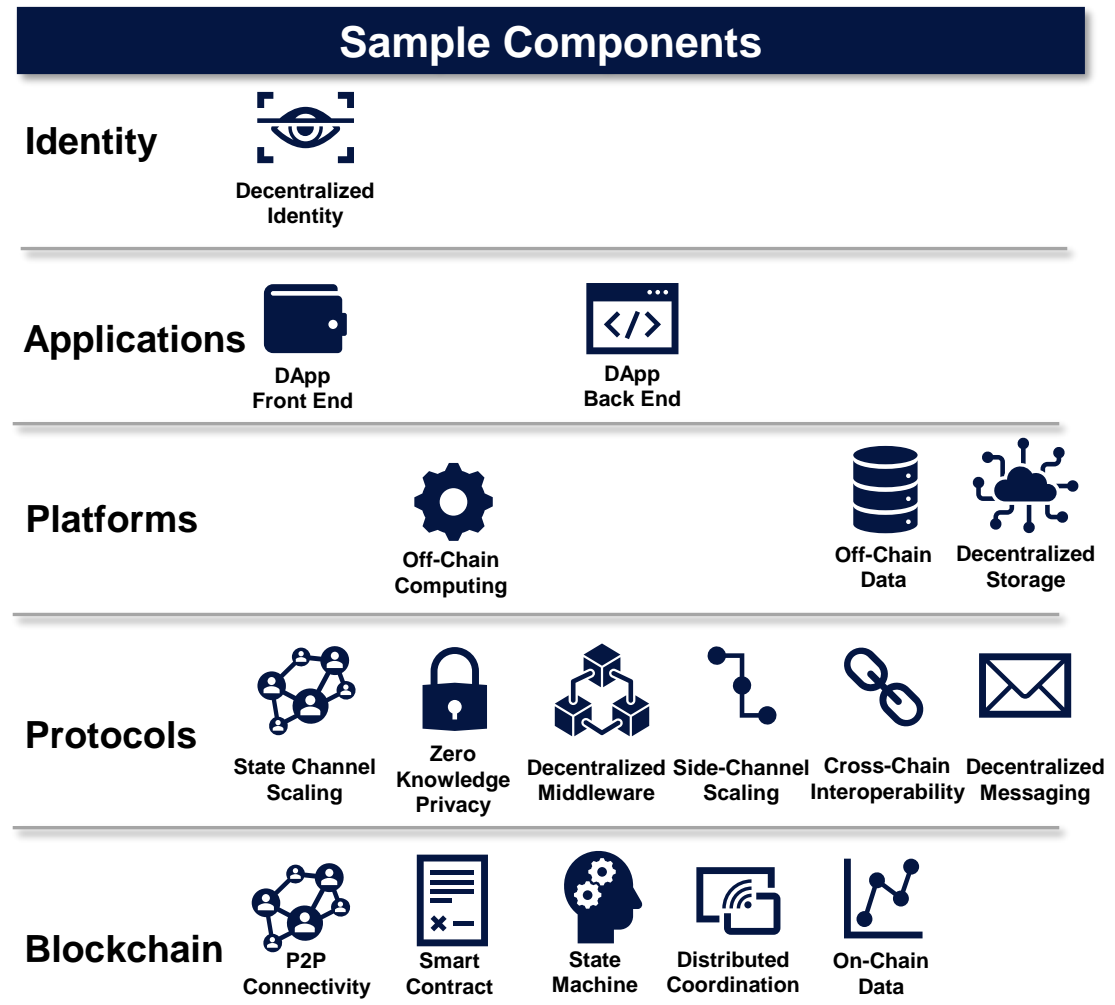 Sample Components
Identity
Decentralized
Identity
Applications
DApp
Front End
DApp
Back End
Platforms
Off-Chain
Computing
Off-Chain
Data
Decentralized
Storage
Protocols
State Channel
Scaling
Zero
Knowledge
Privacy
Decentralized
Middleware
Side-Channel
Scaling
Cross-Chain
Interoperability
Decentralized
Messaging
Blockchain
P2P
Connectivity
Smart
Contract
State
Machine
Distributed
Coordination
On-Chain
Data